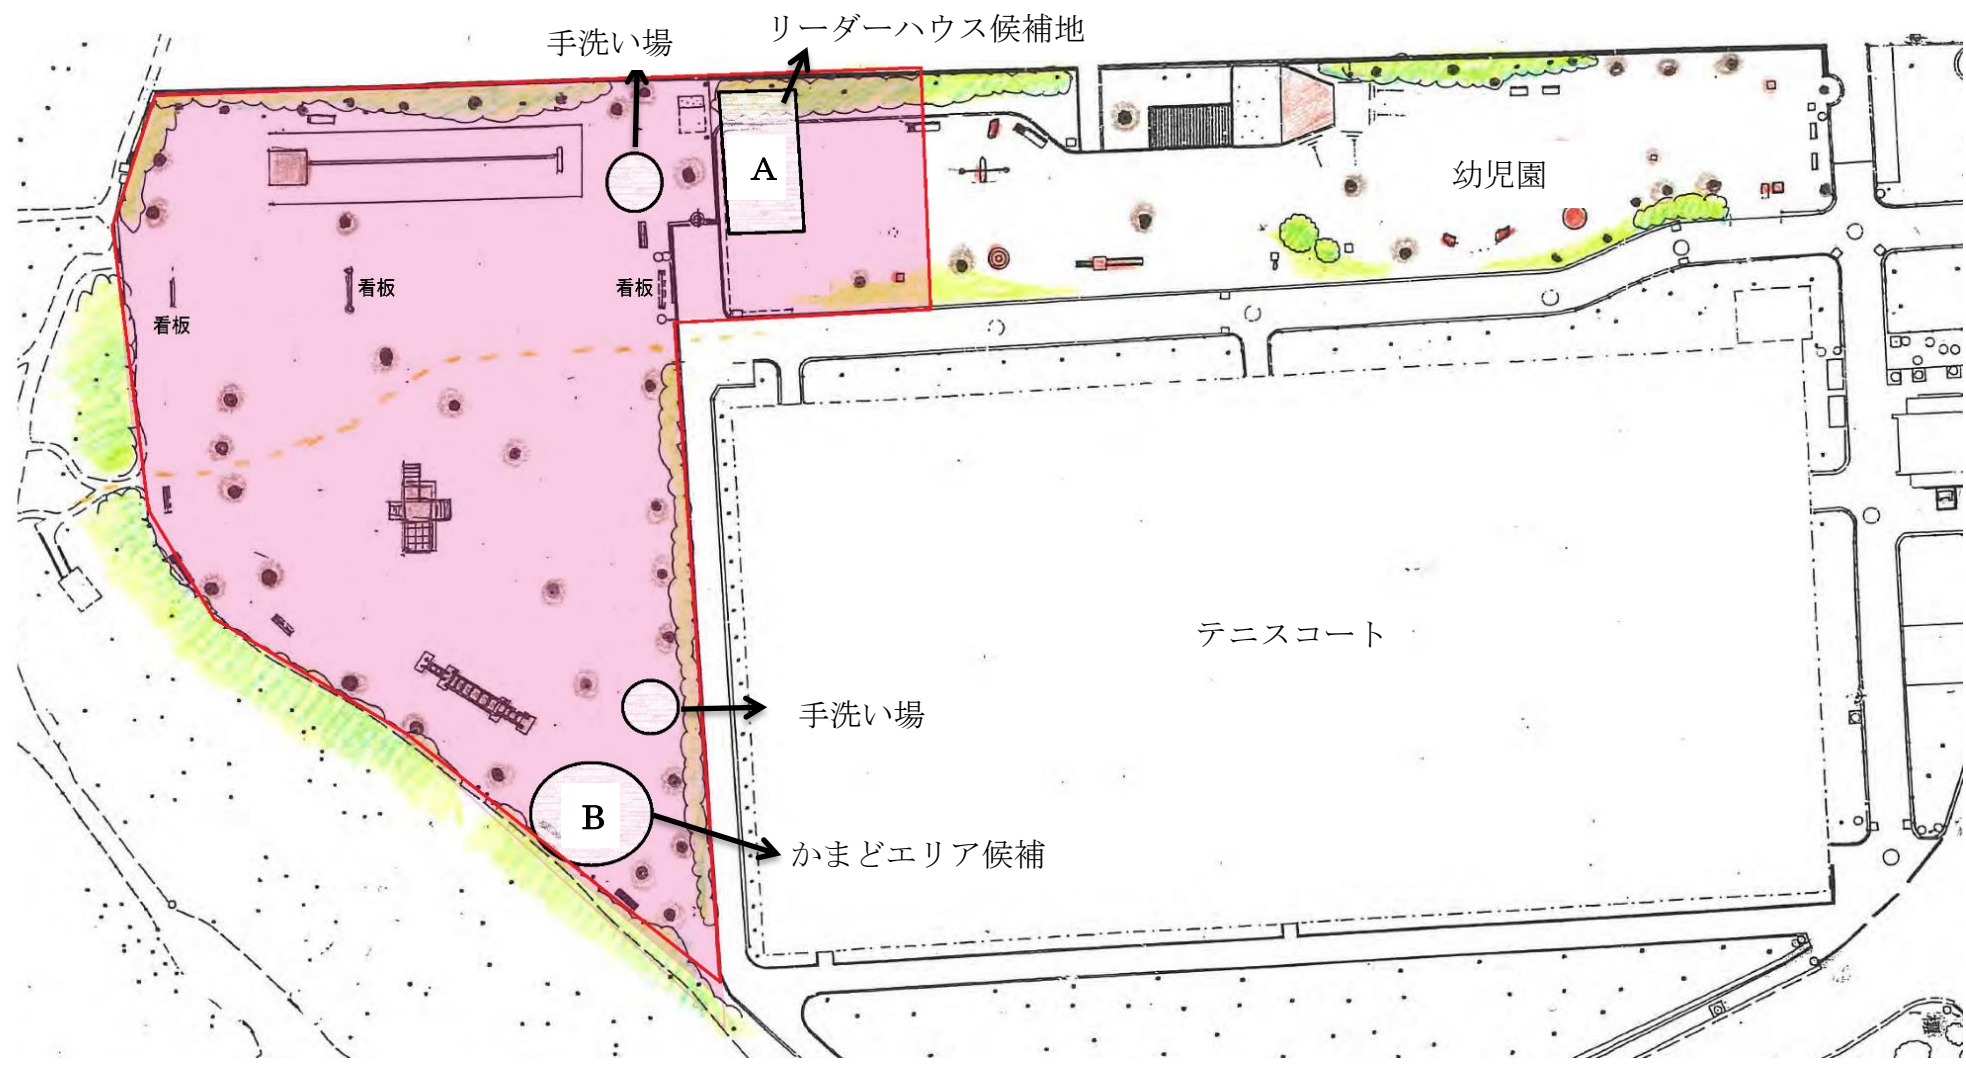 リーダーハウス候補地
手洗い場
A
幼児園
看板
看板
看板
テニスコート
手洗い場
B
かまどエリア候補